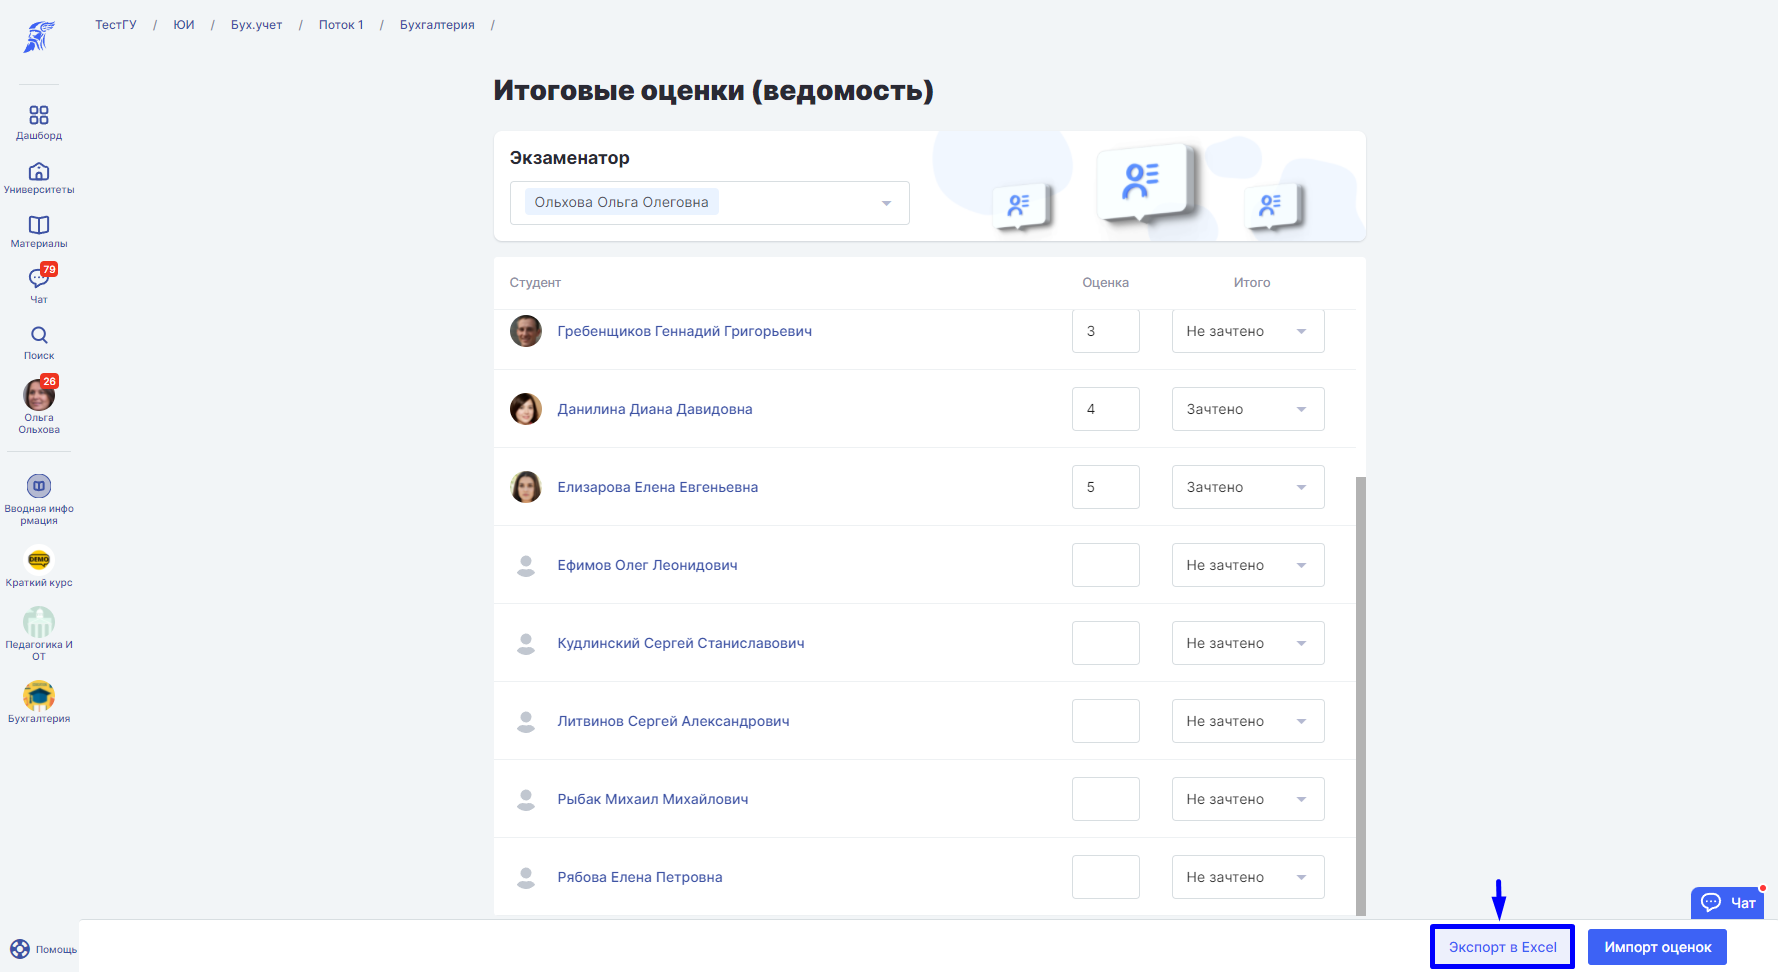 ТестГУ / ЮИ / Бух.учет / Поток 1 / Бухгалтерия /
Дашборд
Университеты
Материалы
79
Чат
Поиск
26
Ольга
Ольхова
Вводная инфо
рмация
DEMO
Краткий курс
Педагогика И
ОТ
Бухгалтерия
Помощь
Итоговые оценки (ведомость)
Экзаменатор
Ольхова Ольга Олеговна
Студент Оценка Итого
Гребенщиков Геннадий Григорьевич 3 Не зачтено
Данилина Диана Давидовна 4 Зачтено
Елизарова Елена Евгеньевна 5 Зачтено
Ефимов Олег Леонидович Не зачтено
Кудлинский Сергей Станиславович Не зачтено
Литвинов Сергей Александрович Не зачтено
Рыбак Михаил Михайлович Не зачтено
Рябова Елена Петровна Не зачтено
Чат
Экспорт в Excel Импорт оценок